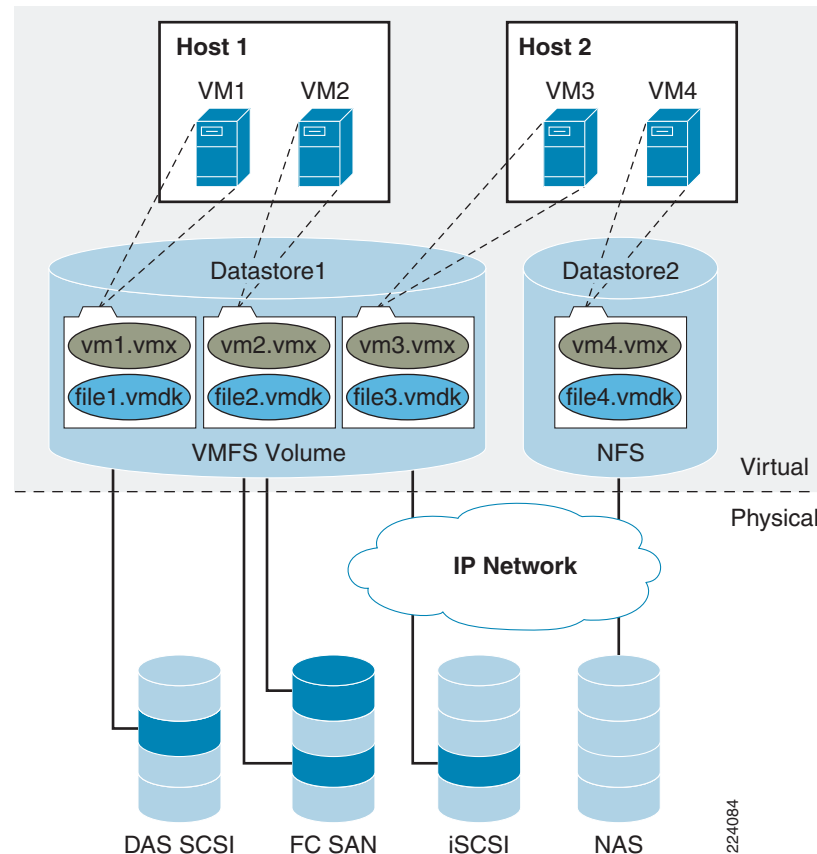 Host 1
Host 2
VM1
VM2
VM3
VM4
Datastore1
Datastore2
vm1.vmx
vm2.vmx
vm3.vmx
vm4.vmx
file1.vmdk
file2.vmdk
file3.vmdk
file4.vmdk
VMFS Volume
NFS
Virtual
Physical
IP Network
DAS SCSI
FC SAN
iSCSI
NAS
224084